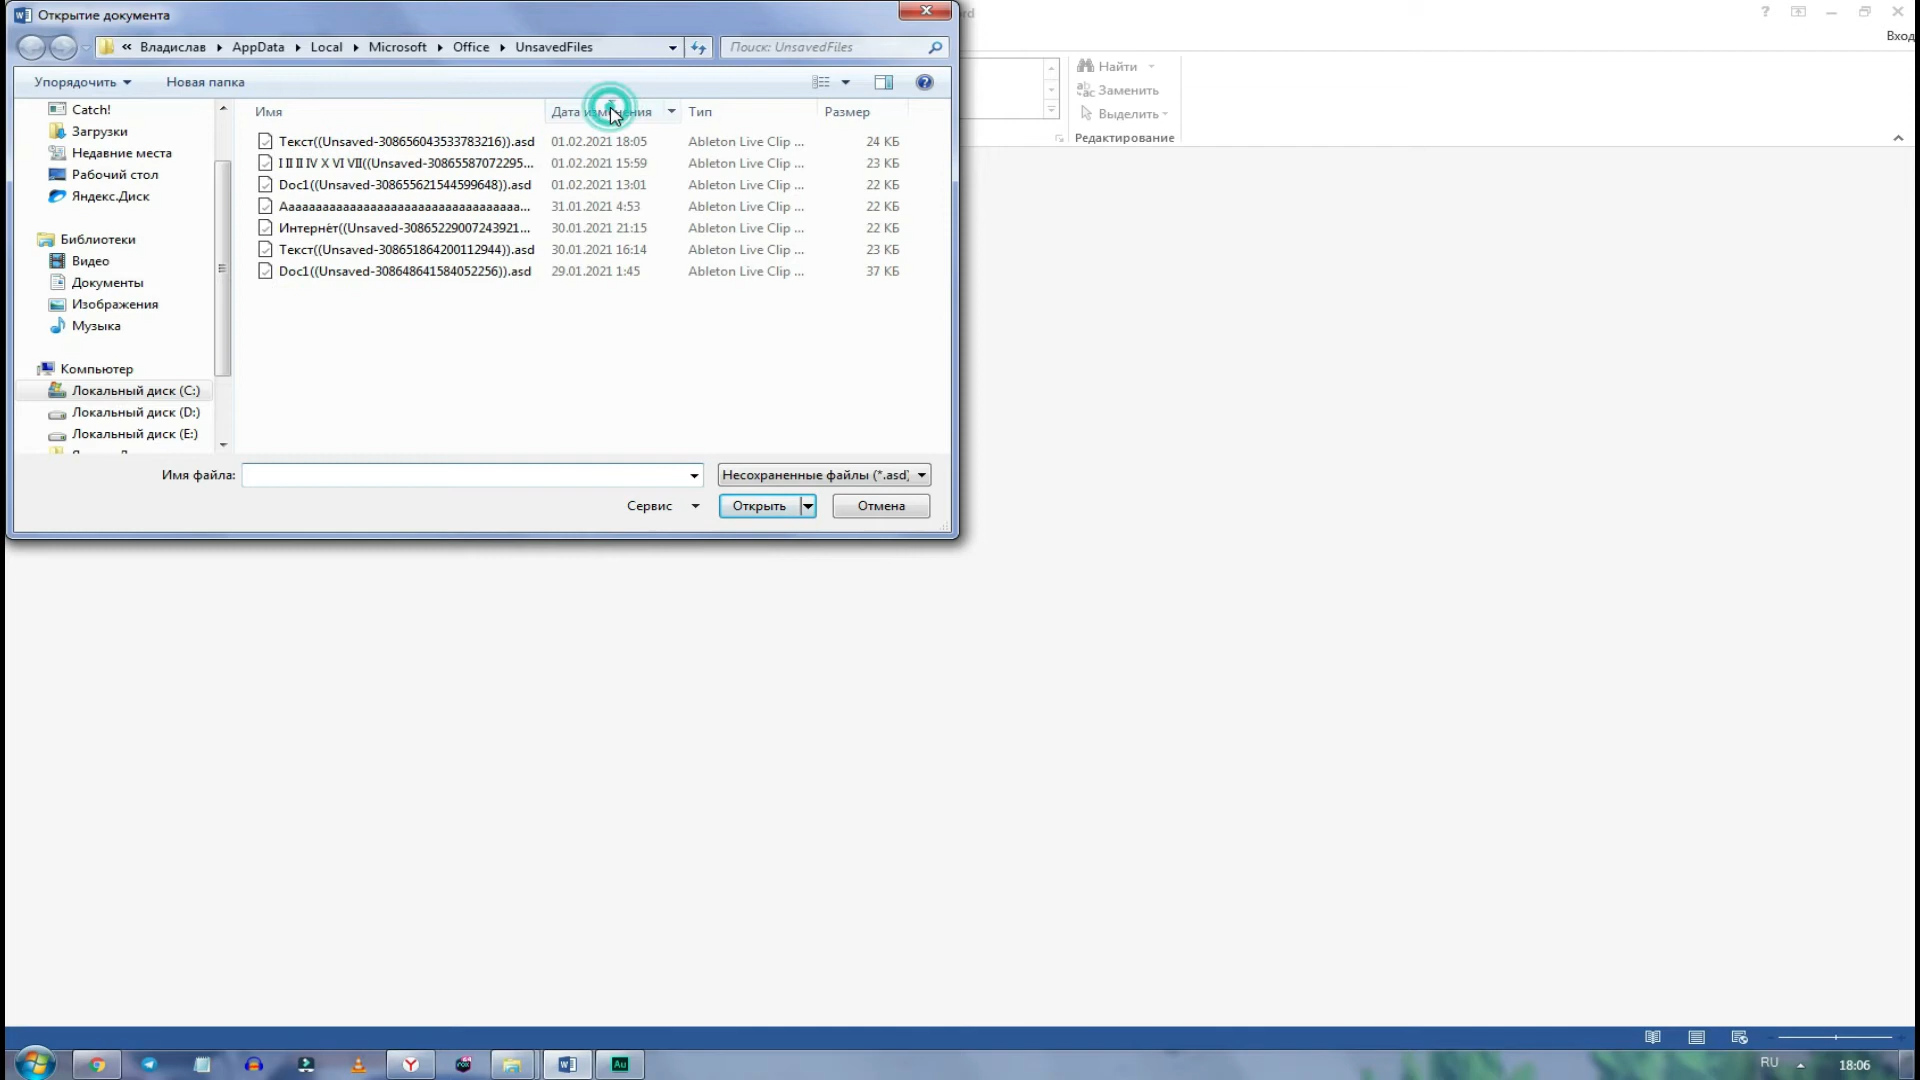 Открытие документа
rd
Вход
« Владислав ▸ AppData ▸ Local ▸ Microsoft ▸ Office ▸ UnsavedFiles
Поиск: UnsavedFiles
Упорядочить
Новая папка
Найти
Заменить
Выделить
Редактирование
Имя
Дата изменения
Тип
Размер
Текст((Unsaved-308656043533783216)).asd 01.02.2021 18:05 Ableton Live Clip ... 24 КБ
I II II IV X VI VII((Unsaved-30865587072295... 01.02.2021 15:59 Ableton Live Clip ... 23 КБ
Doc1((Unsaved-308655621544599648)).asd 01.02.2021 13:01 Ableton Live Clip ... 22 КБ
31.01.2021 4:53 Ableton Live Clip ... 22 КБ
Интернёт((Unsaved-30865229007243921... 30.01.2021 21:15 Ableton Live Clip ... 22 КБ
Текст((Unsaved-308651864200112944)).asd 30.01.2021 16:14 Ableton Live Clip ... 23 КБ
Doc1((Unsaved-308648641584052256)).asd 29.01.2021 1:45 Ableton Live Clip ... 37 КБ
Catch!
Загрузки
Недавние места
Рабочий стол
Яндекс.Диск
Библиотеки
Видео
Документы
Изображения
Музыка
Компьютер
Локальный диск (C:)
Локальный диск (D:)
Локальный диск (E:)
Имя файла:
Несохраненные файлы (*.asd)
Сервис
Открыть
Отмена
Au
RU
18:06